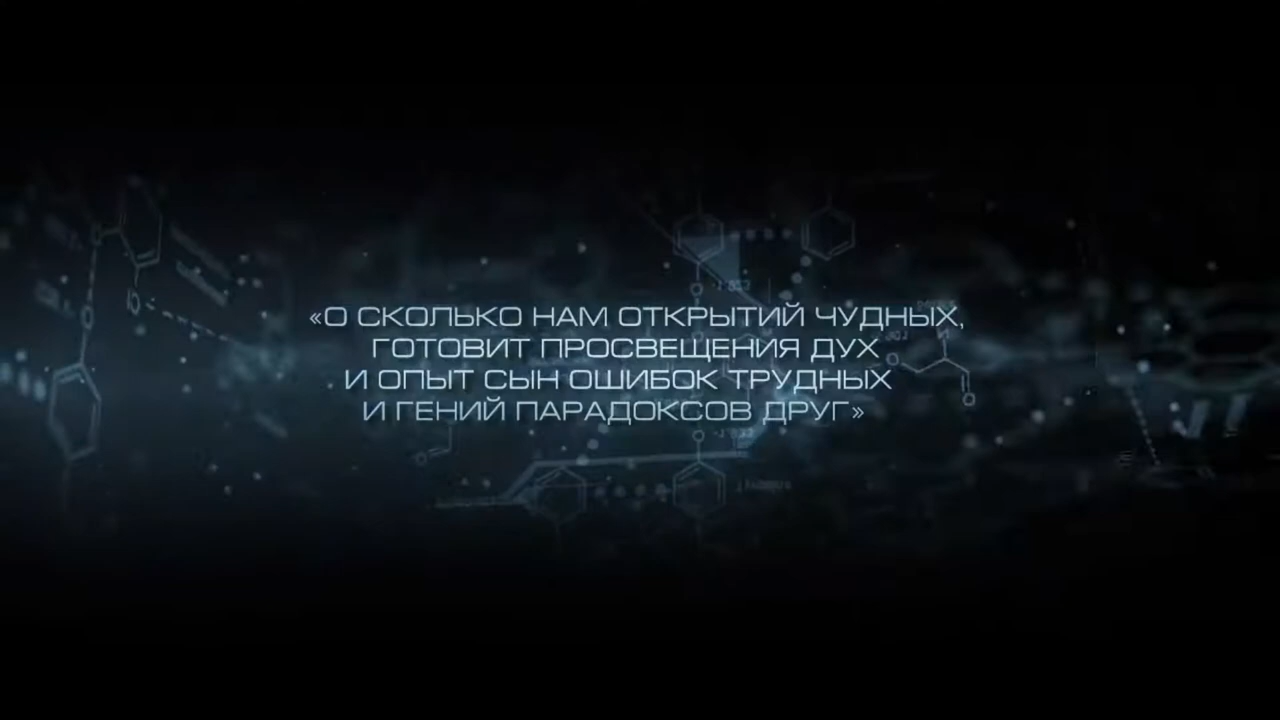 «О СКОЛЬКО НАМ ОТКРЫТИЙ ЧУДНЫХ,
ГОТОВИТ ПРОСВЕЩЕНИЯ ДУХ
И ОПЫТ СЫН ОШИБОК ТРУДНЫХ
И ГЕНИЙ ПАРАДОКСОВ ДРУГ»